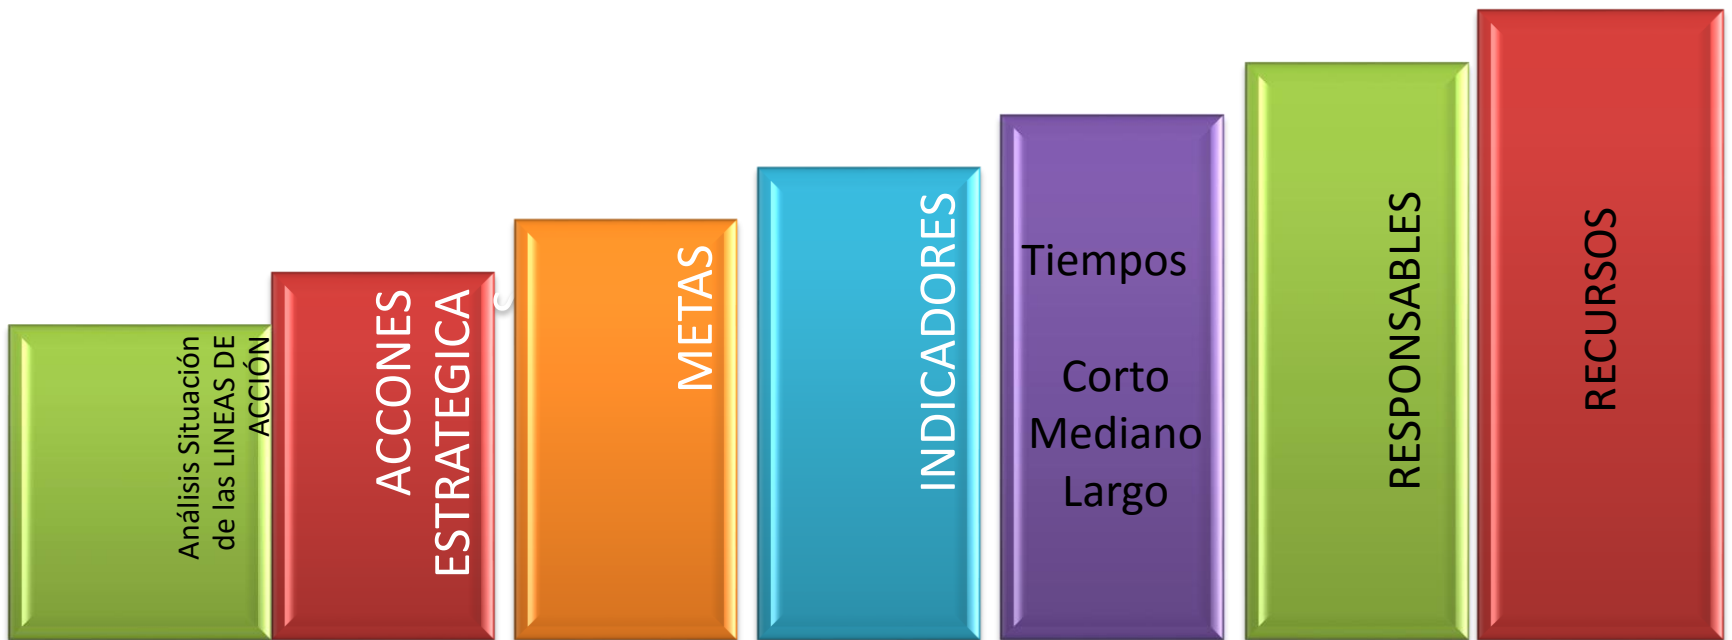 Análisis Situación
de las LINEAS DE
ACCIÓN
ACCONES
ESTRATEGICA
METAS
INDICADORES
Tiempos
Corto
Mediano
Largo
RESPONSABLES
RECURSOS